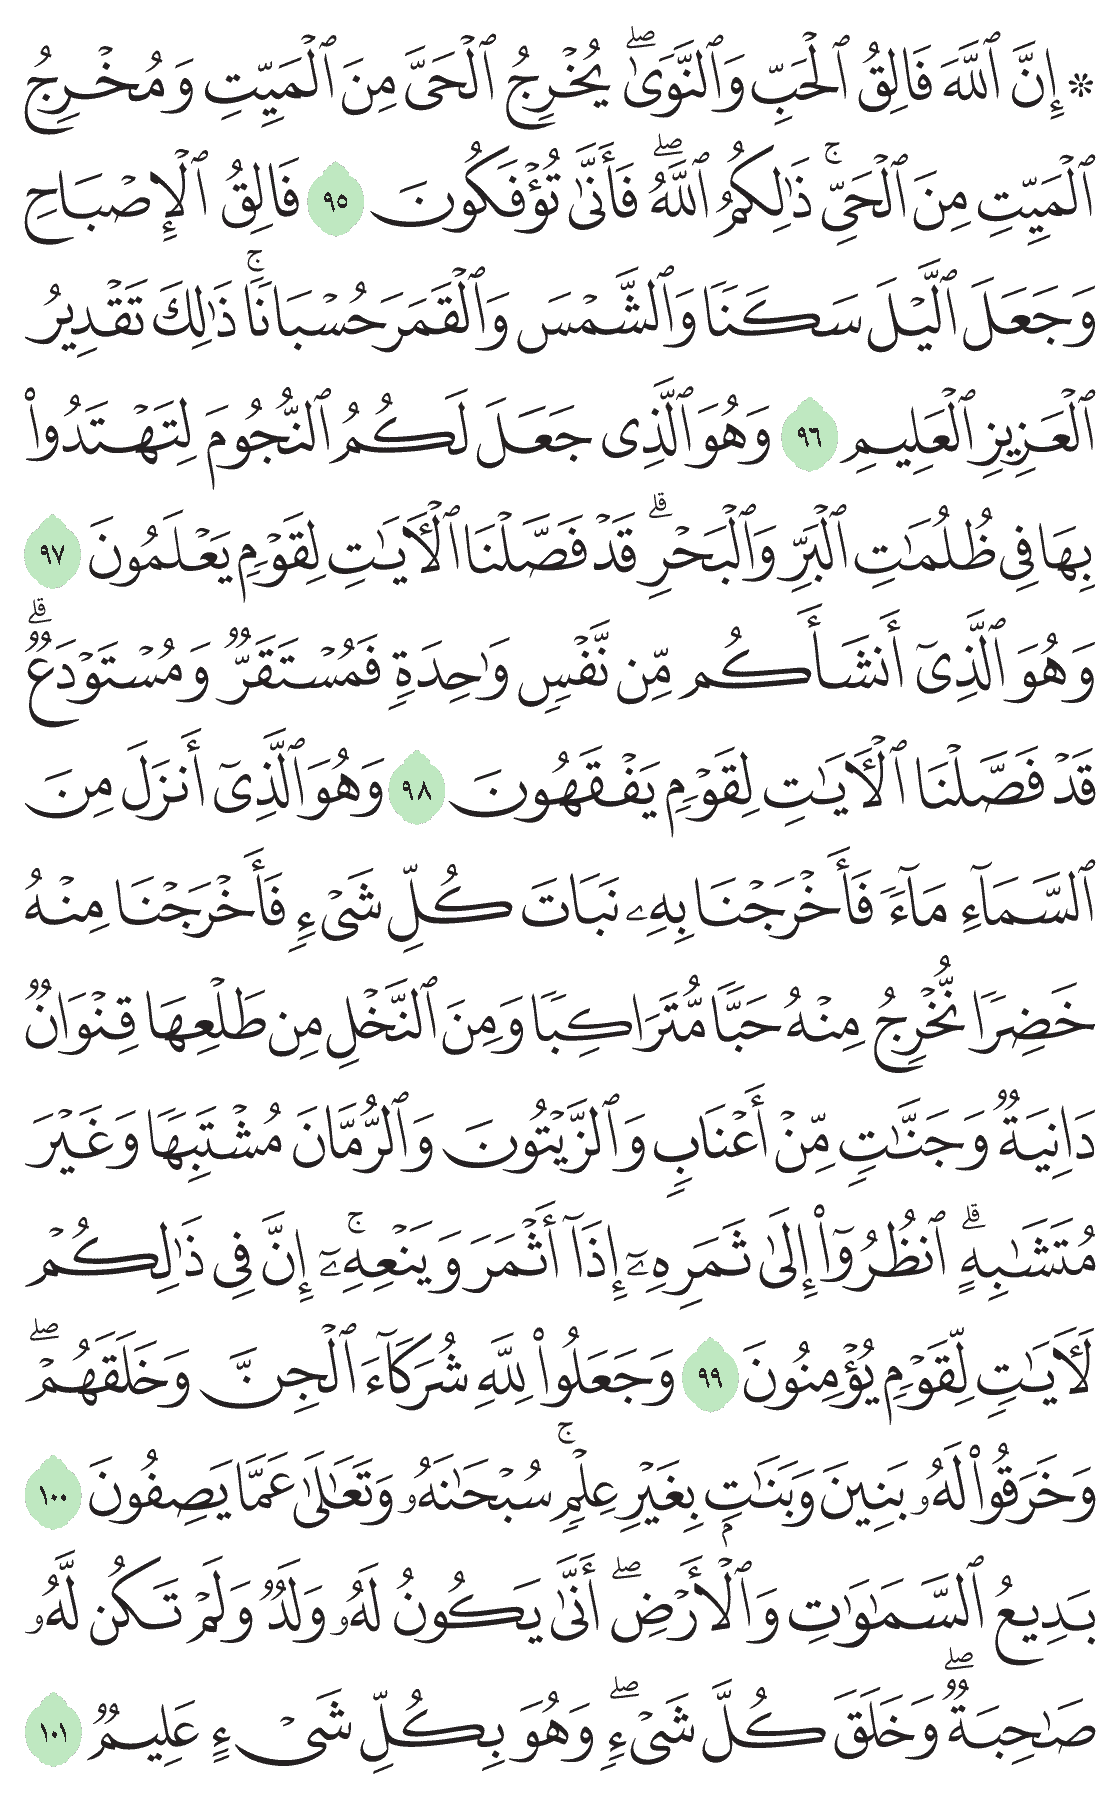 ۞ إِنَّ ٱللَّهَ فَالِقُ ٱلْحَبِّ وَٱلنَّوَىٰۖ يُخْرِجُ ٱلْحَىَّ مِنَ ٱلْمَيِّتِ وَمُخْرِجُ
ٱلْمَيِّتِ مِنَ ٱلْحَىِّۚ ذَٰلِكُمُ ٱللَّهُۖ فَأَنَّىٰ تُؤْفَكُونَ ٩٥ فَالِقُ ٱلْإِصْبَاحِ
وَجَعَلَ ٱلَّيْلَ سَكَنًا وَٱلشَّمْسَ وَٱلْقَمَرَ حُسْبَانًاۚ ذَٰلِكَ تَقْدِيرُ
ٱلْعَزِيزِ ٱلْعَلِيمِ ٩٦ وَهُوَ ٱلَّذِى جَعَلَ لَكُمُ ٱلنُّجُومَ لِتَهْتَدُوا۟
بِهَا فِى ظُلُمَٰتِ ٱلْبَرِّ وَٱلْبَحْرِۗ قَدْ فَصَّلْنَا ٱلْـَٔايَٰتِ لِقَوْمٍ يَعْلَمُونَ ٩٧
وَهُوَ ٱلَّذِىٓ أَنشَأَكُم مِّن نَّفْسٍ وَٰحِدَةٍ فَمُسْتَقَرٌّ وَمُسْتَوْدَعٌۗ
قَدْ فَصَّلْنَا ٱلْـَٔايَٰتِ لِقَوْمٍ يَفْقَهُونَ ٩٨ وَهُوَ ٱلَّذِىٓ أَنزَلَ مِنَ
ٱلسَّمَآءِ مَآءً فَأَخْرَجْنَا بِهِۦ نَبَاتَ كُلِّ شَىْءٍ فَأَخْرَجْنَا مِنْهُ
خَضِرًا نُّخْرِجُ مِنْهُ حَبًّا مُّتَرَاكِبًا وَمِنَ ٱلنَّخْلِ مِن طَلْعِهَا قِنْوَانٌ
دَانِيَةٌ وَجَنَّٰتٍ مِّنْ أَعْنَابٍ وَٱلزَّيْتُونَ وَٱلرُّمَّانَ مُشْتَبِهًا وَغَيْرَ
مُتَشَٰبِهٍۗ ٱنظُرُوٓا۟ إِلَىٰ ثَمَرِهِۦٓ إِذَآ أَثْمَرَ وَيَنْعِهِۦٓۚ إِنَّ فِى ذَٰلِكُمْ
لَـَٔايَٰتٍ لِّقَوْمٍ يُؤْمِنُونَ ٩٩ وَجَعَلُوا۟ لِلَّهِ شُرَكَآءَ ٱلْجِنَّ وَخَلَقَهُمْۖ
وَخَرَقُوا۟ لَهُۥ بَنِينَ وَبَنَٰتٍۭ بِغَيْرِ عِلْمٍۚ سُبْحَٰنَهُۥ وَتَعَٰلَىٰ عَمَّا يَصِفُونَ ١٠٠
بَدِيعُ ٱلسَّمَٰوَٰتِ وَٱلْأَرْضِۖ أَنَّىٰ يَكُونُ لَهُۥ وَلَدٌ وَلَمْ تَكُن لَّهُۥ
صَٰحِبَةٌۖ وَخَلَقَ كُلَّ شَىْءٍۖ وَهُوَ بِكُلِّ شَىْءٍ عَلِيمٌ ١٠١